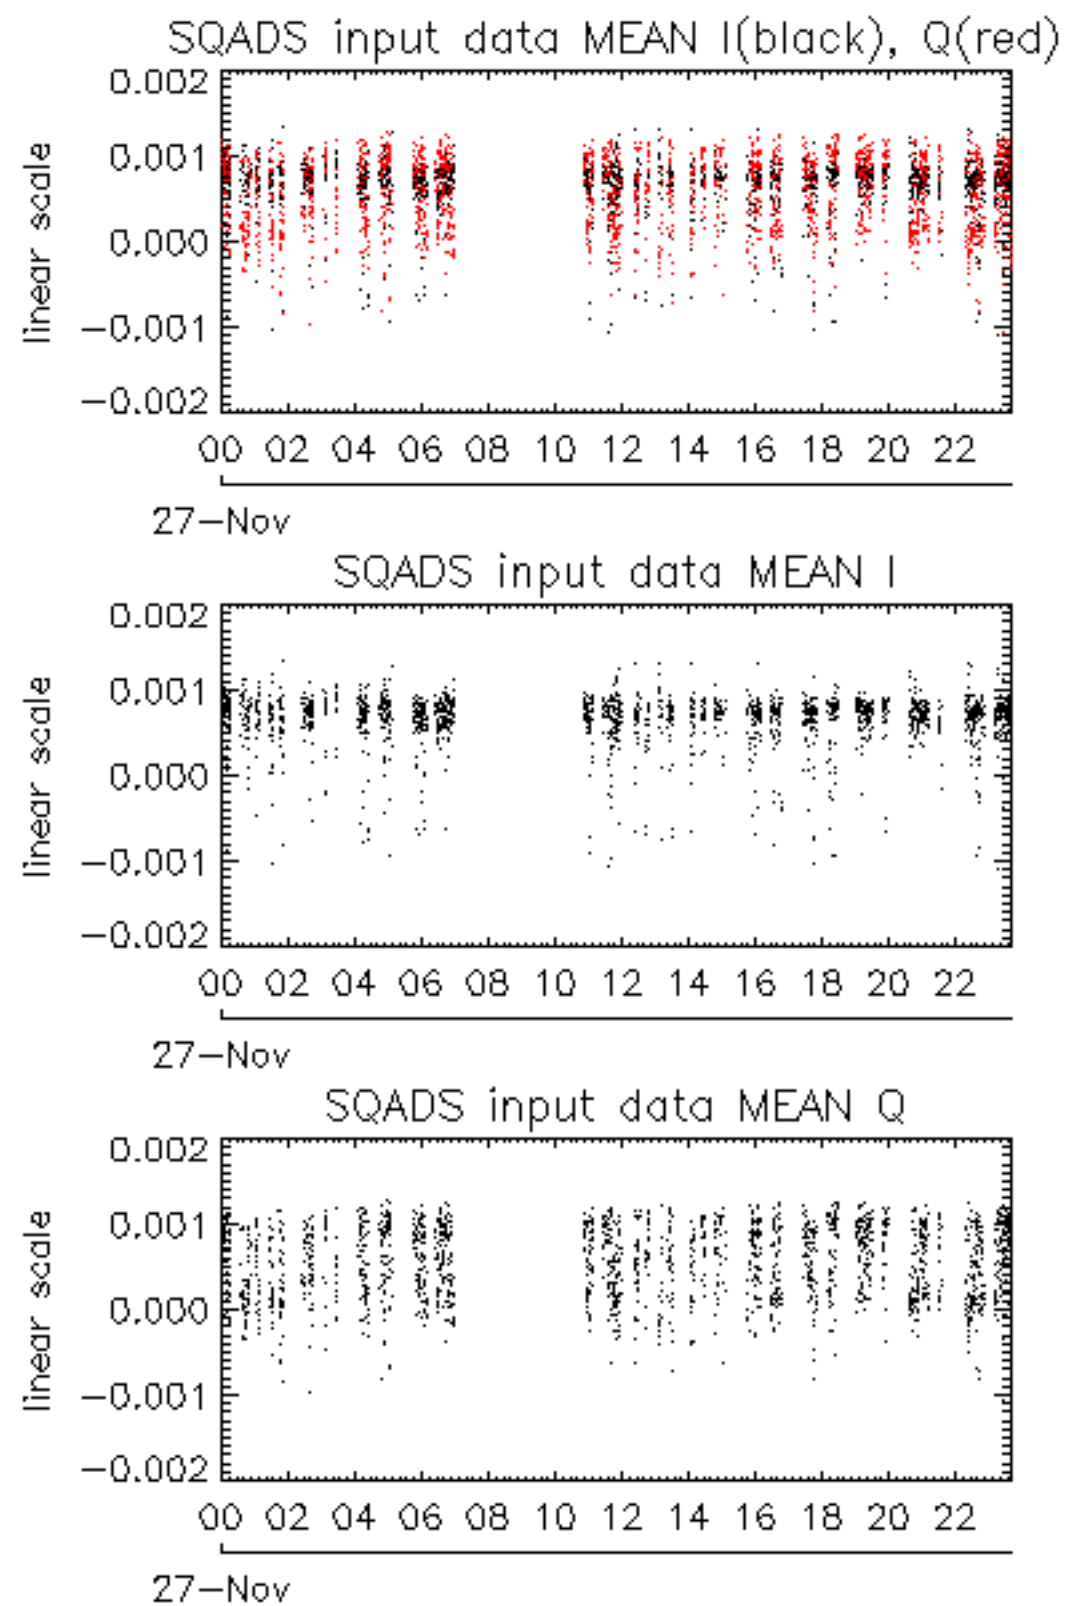 SQADS input data MEAN I(black), Q(red)
0.002
0.001
0.000
−0.001
−0.002
linear scale
00 02 04 06 08 10 12 14 16 18 20 22
27−Nov
SQADS input data MEAN I
0.002
0.001
0.000
−0.001
−0.002
linear scale
00 02 04 06 08 10 12 14 16 18 20 22
27−Nov
SQADS input data MEAN Q
0.002
0.001
0.000
−0.001
−0.002
linear scale
00 02 04 06 08 10 12 14 16 18 20 22
27−Nov